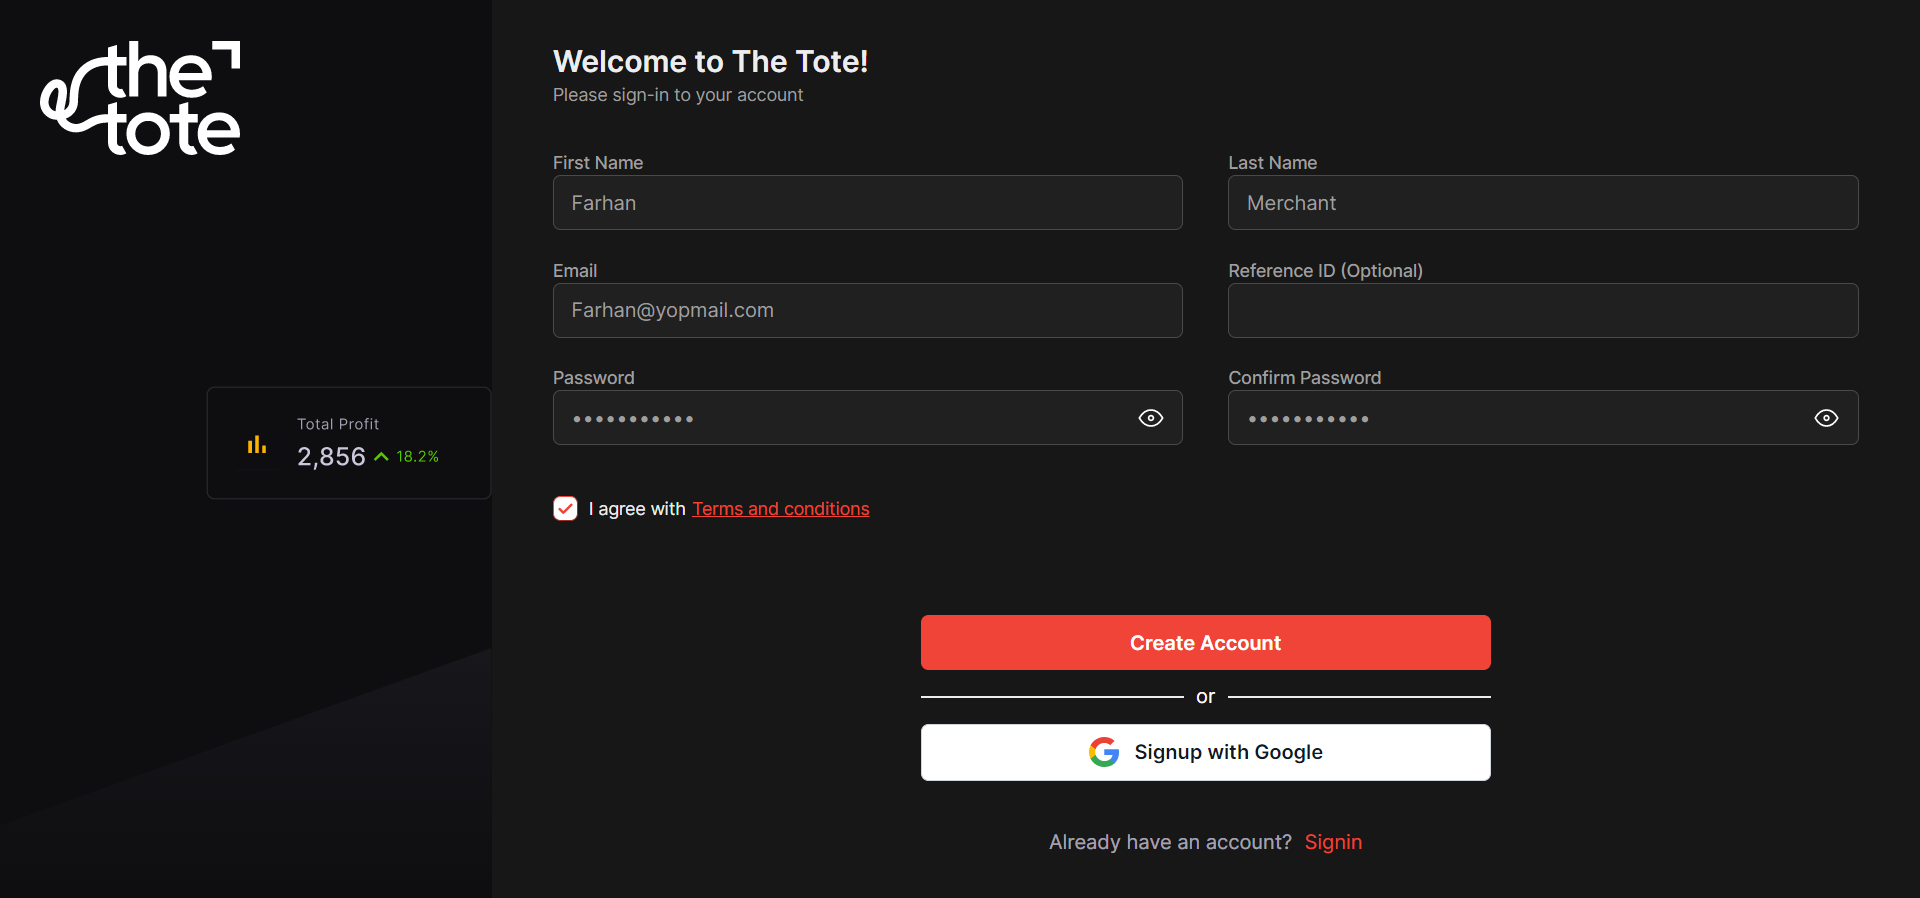 the
tote
Total Profit
2,856 18.2%
Welcome to The Tote!
Please sign-in to your account
First Name
Farhan
Last Name
Merchant
Email
Farhan@yopmail.com
Reference ID (Optional)
Password
•••••••••••
Confirm Password
•••••••••••
I agree with Terms and conditions
Create Account
or
Signup with Google
Already have an account? Signin